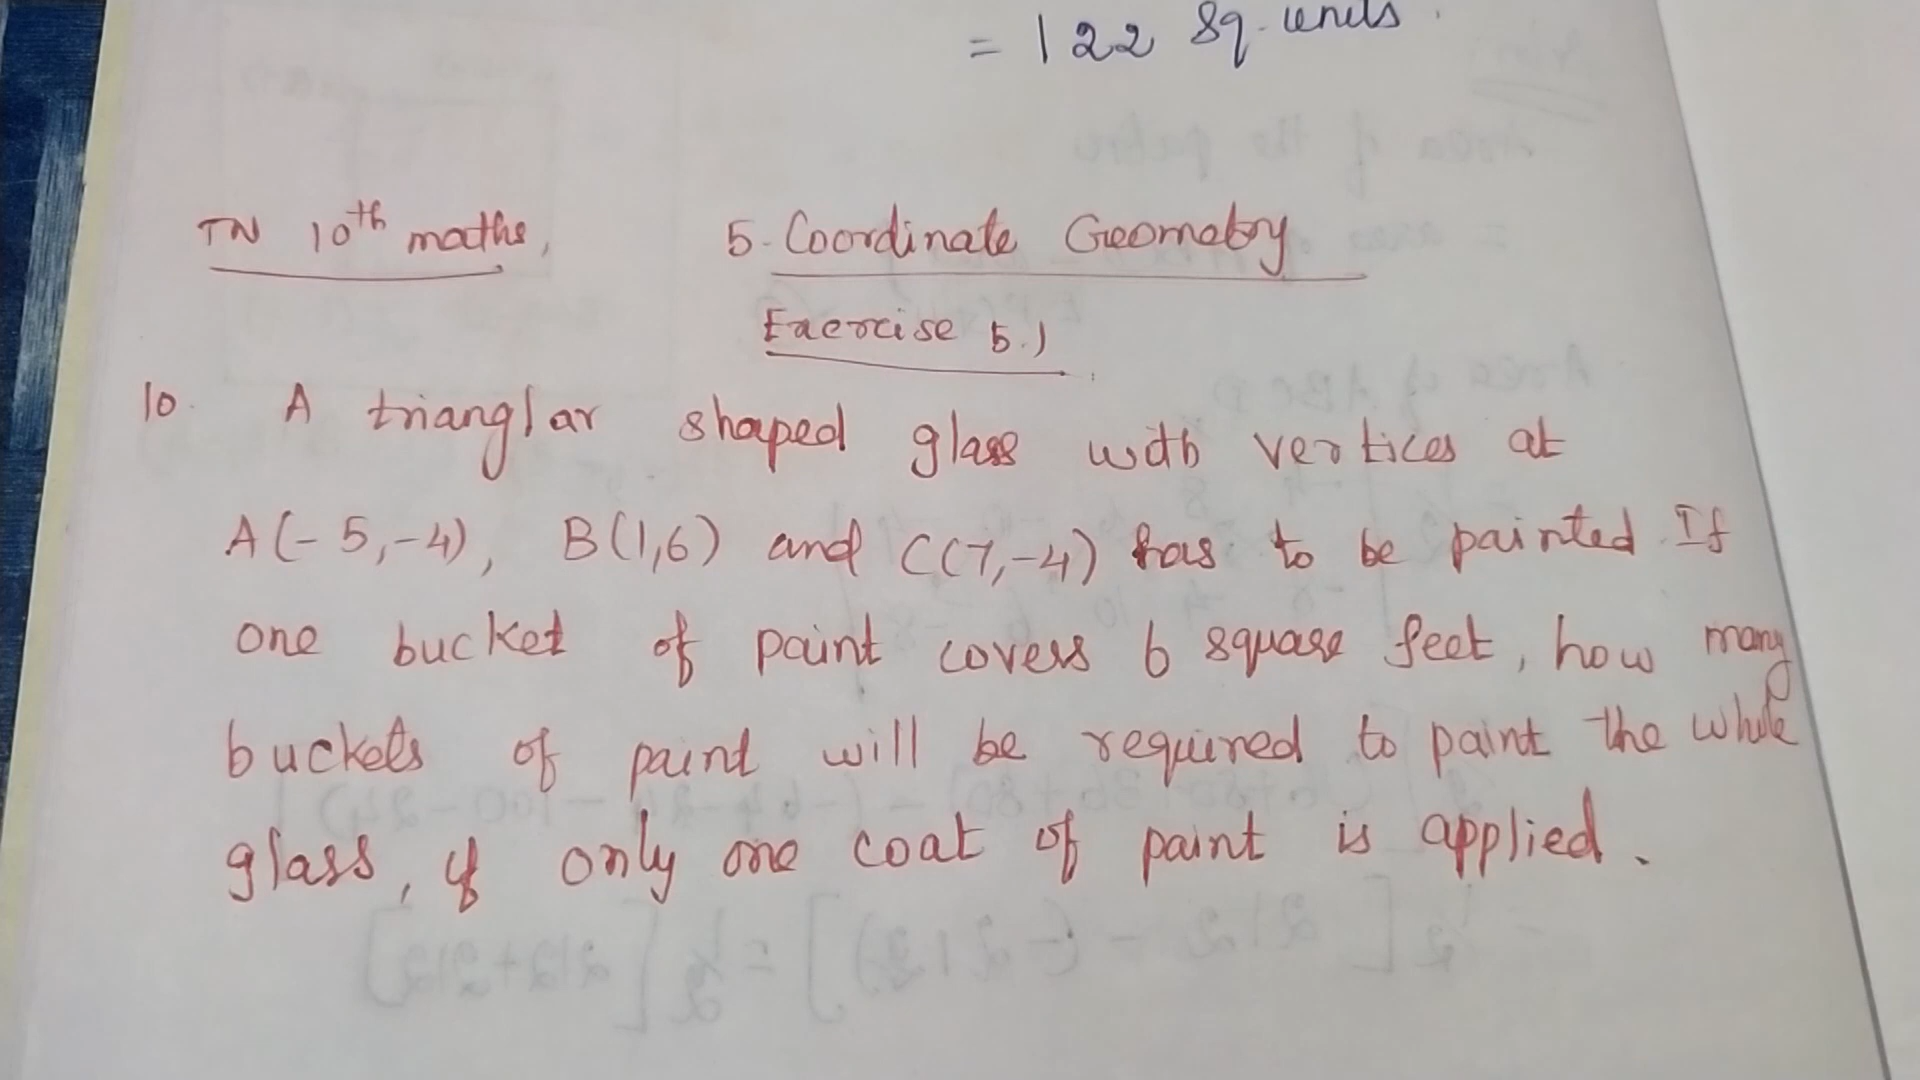 = 122 Sq. units.
TN 10th maths, 5. Coordinate Geometry
Exercise 5.1
10. A trianglar shaped glass with vertices at
A(-5,-4), B(1,6) and C(7,-4) has to be painted. If
one bucket of paint covers 6 square feet, how many
buckets of paint will be required to paint the whole
glass, if only one coat of paint is applied.